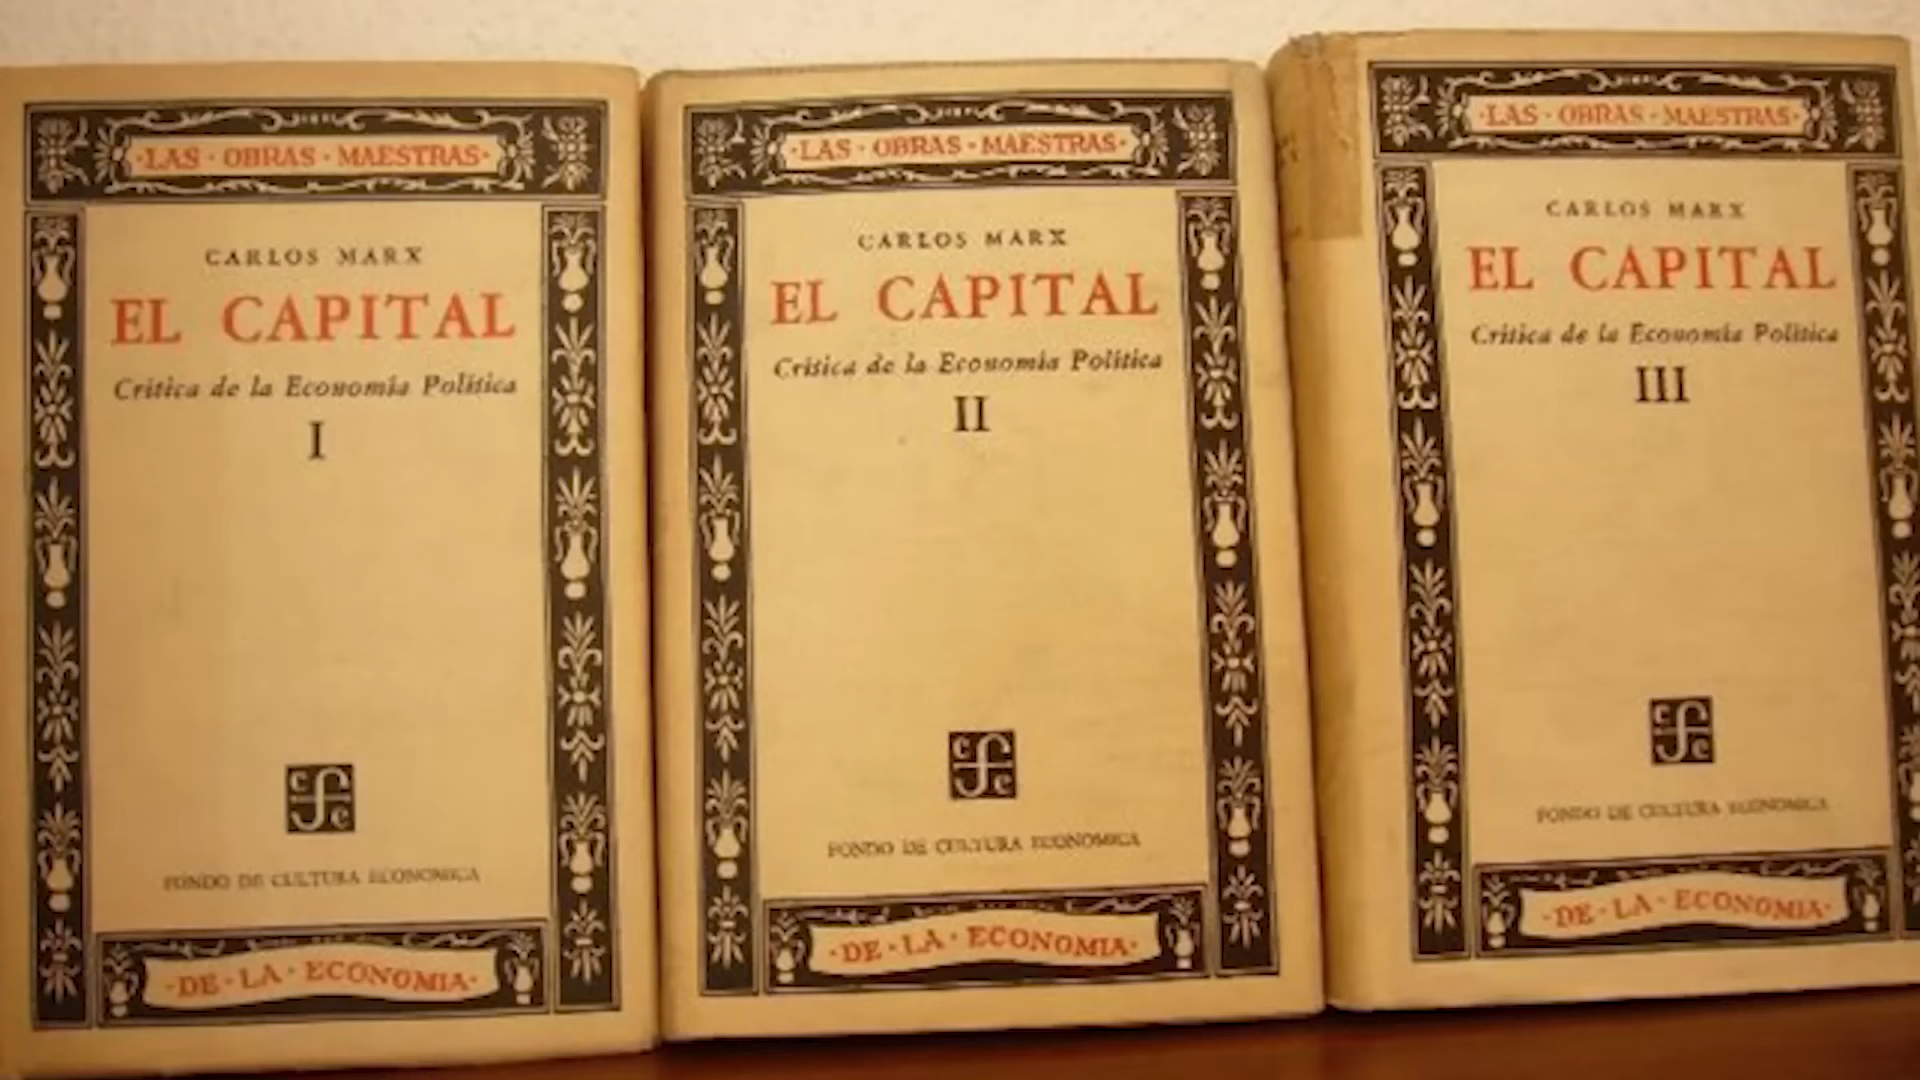 ·LAS·OBRAS·MAESTRAS·
CARLOS MARX
EL CAPITAL
Crítica de la Economía Política
I
cfe
FONDO DE CULTURA ECONOMICA
·DE·LA·ECONOMIA·
·LAS·OBRAS·MAESTRAS·
CARLOS MARX
EL CAPITAL
Crítica de la Economía Política
II
cfe
FONDO DE CULTURA ECONOMICA
·DE·LA·ECONOMIA·
·LAS·OBRAS·MAESTRAS·
CARLOS MARX
EL CAPITAL
Crítica de la Economía Política
III
cfe
FONDO DE CULTURA ECONOMICA
·DE·LA·ECONOMIA·